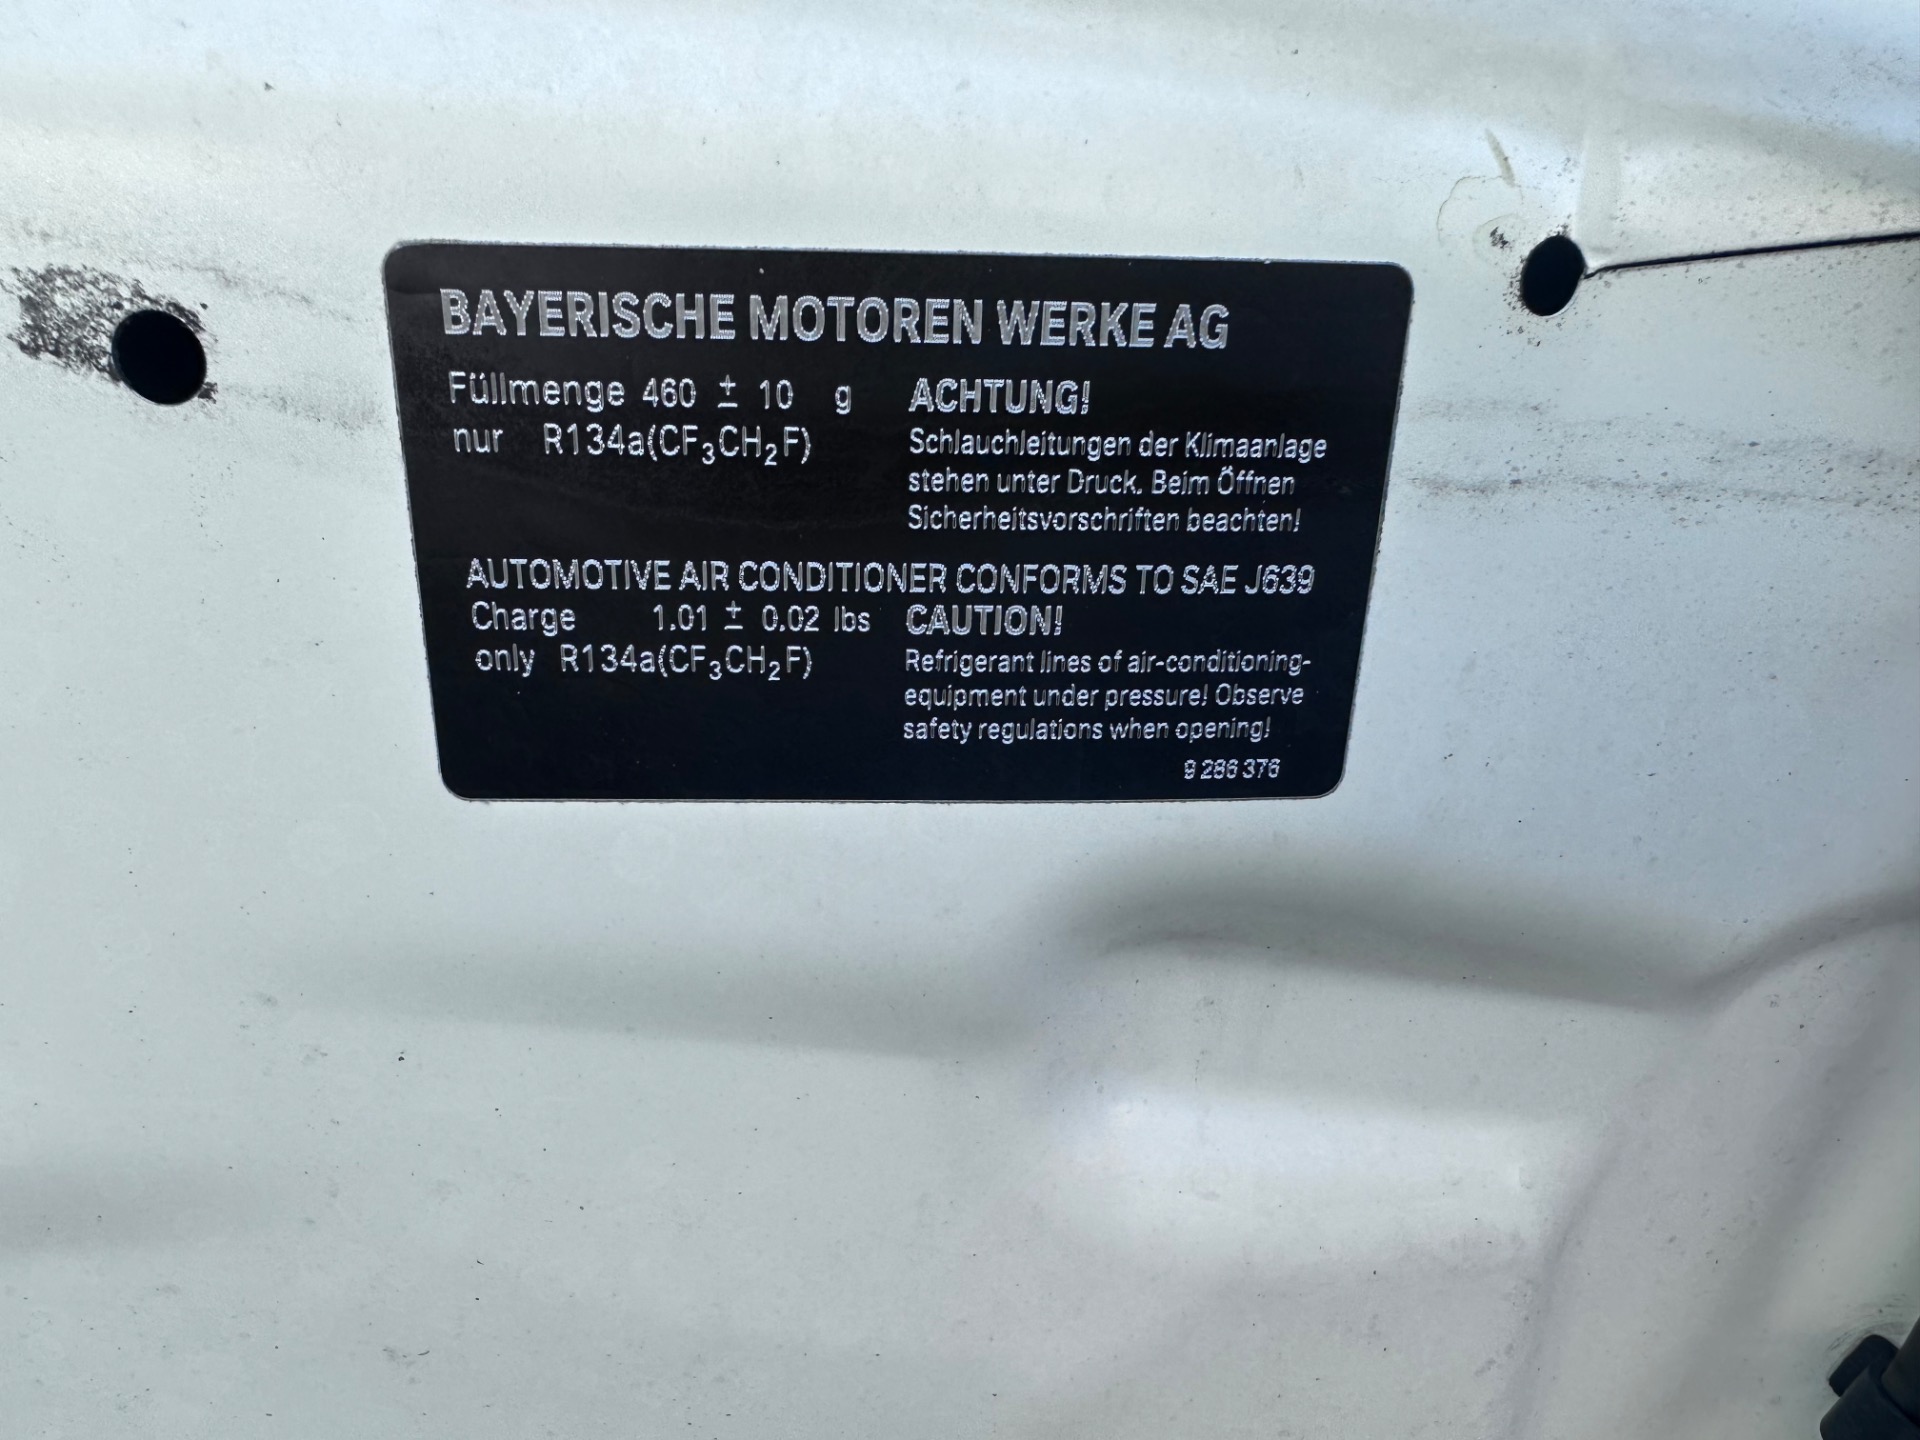 BAYERISCHE MOTOREN WERKE AG
Füllmenge 460 ± 10 g
nur R134a(CF₃CH₂F)
ACHTUNG!
Schlauchleitungen der Klimaanlage
stehen unter Druck. Beim Öffnen
Sicherheitsvorschriften beachten!
AUTOMOTIVE AIR CONDITIONER CONFORMS TO SAE J639
Charge 1.01 ± 0.02 lbs
only R134a(CF₃CH₂F)
CAUTION!
Refrigerant lines of air-conditioning-
equipment under pressure! Observe
safety regulations when opening!
9 286 376